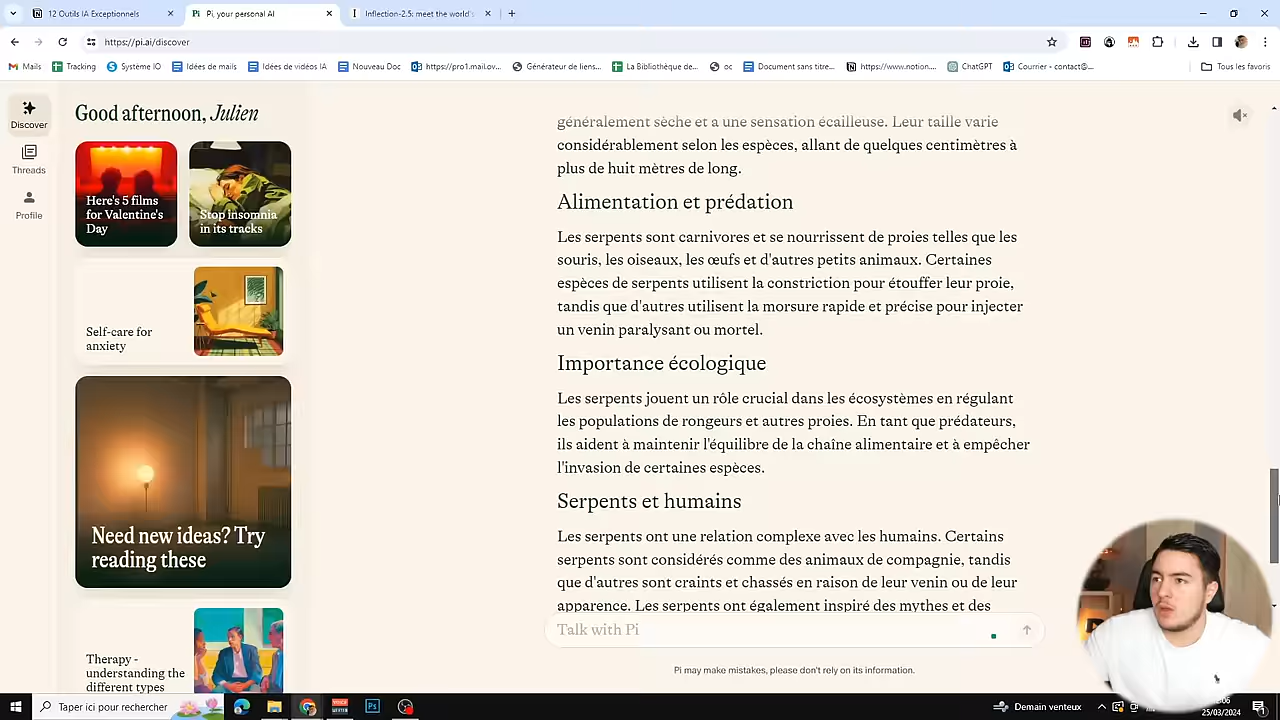 12 Outils IA Exceptionnels
Pi, your personal AI
Inflection-2.5: meet the world'
https://pi.ai/discover
Mails
Tracking
Système IO
Idées de mails
Idées de vidéos IA
Nouveau Doc
https://pro1.mail.ov...
Générateur de liens...
La Bibliothèque de...
oc
Document sans titre...
https://www.notion....
ChatGPT
Courrier - contact@...
Tous les favoris
Discover
Threads
Profile
Good afternoon, Julien
Here's 5 films
for Valentine's
Day
Stop insomnia
in its tracks
Self-care for
anxiety
Need new ideas? Try
reading these
Therapy -
understanding the
different types
généralement sèche et a une sensation écailleuse. Leur taille varie
considérablement selon les espèces, allant de quelques centimètres à
plus de huit mètres de long.
Alimentation et prédation
Les serpents sont carnivores et se nourrissent de proies telles que les
souris, les oiseaux, les œufs et d'autres petits animaux. Certaines
espèces de serpents utilisent la constriction pour étouffer leur proie,
tandis que d'autres utilisent la morsure rapide et précise pour injecter
un venin paralysant ou mortel.
Importance écologique
Les serpents jouent un rôle crucial dans les écosystèmes en régulant
les populations de rongeurs et autres proies. En tant que prédateurs,
ils aident à maintenir l'équilibre de la chaîne alimentaire et à empêcher
l'invasion de certaines espèces.
Serpents et humains
Les serpents ont une relation complexe avec les humains. Certains
serpents sont considérés comme des animaux de compagnie, tandis
que d'autres sont craints et chassés en raison de leur venin ou de leur
apparence. Les serpents ont également inspiré des mythes et des
Talk with Pi
Pi may make mistakes, please don't rely on its information.
Taper ici pour rechercher
Demain venteux
25/03/2024